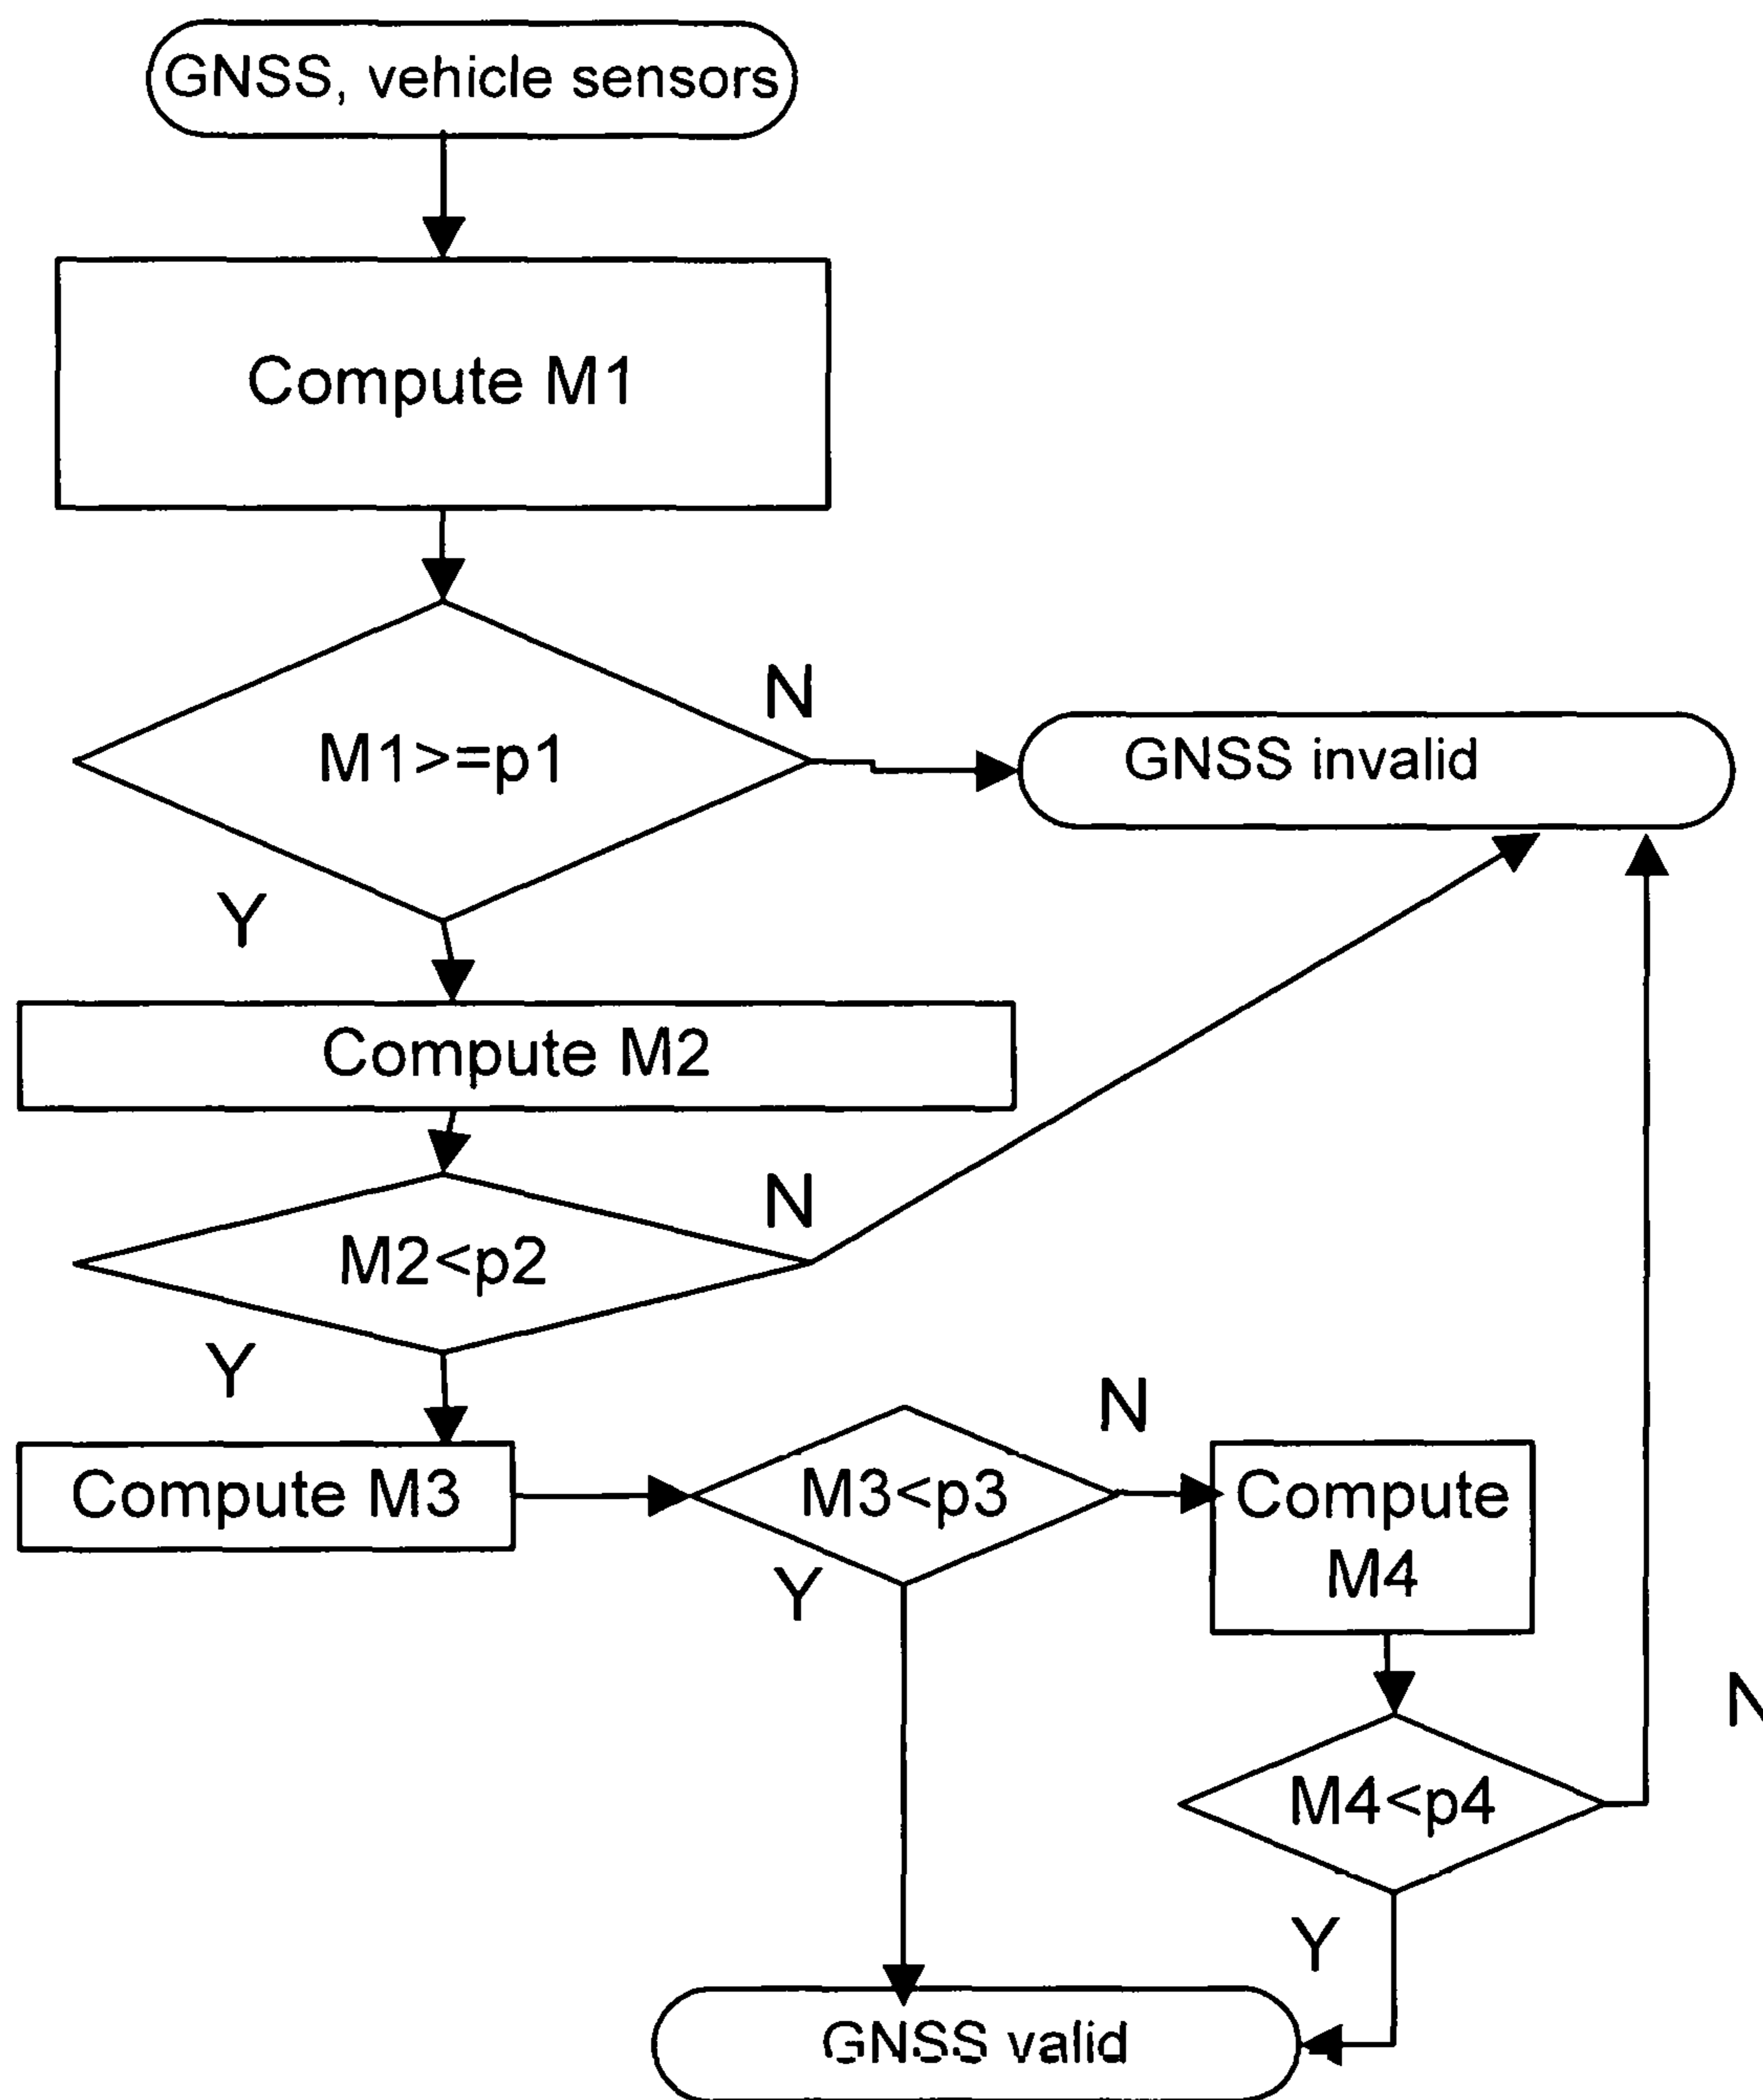 GNSS, vehicle sensors
Compute M1
M1>=p1
N
GNSS invalid
Y
Compute M2
N
M2<p2
Y
Compute M3
M3<p3
N
Compute
M4
Y
N
M4<p4
Y
GNSS valid